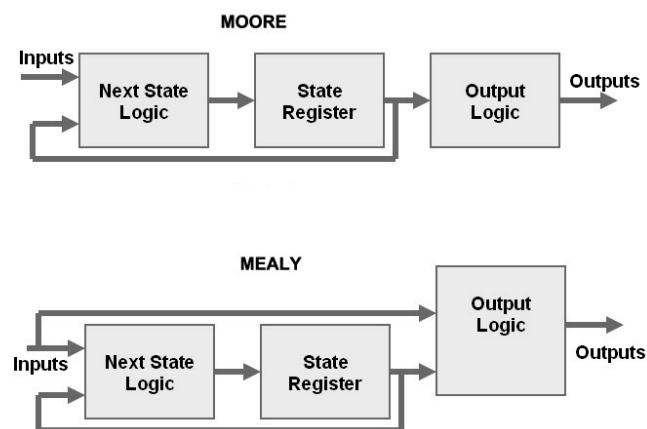 MOORE
Inputs
Next State
Logic
State
Register
Output
Logic
Outputs
MEALY
Inputs
Next State
Logic
State
Register
Output
Logic
Outputs